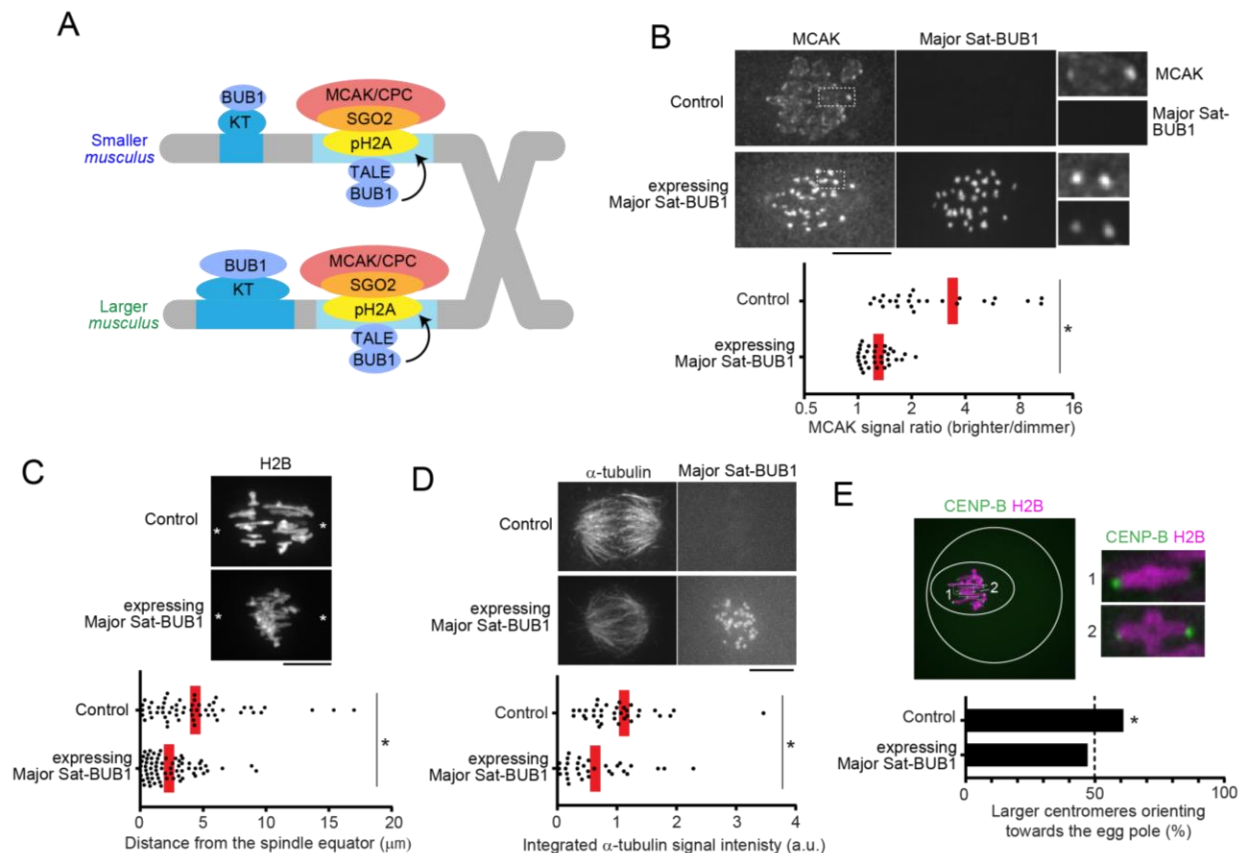 A
BUB1
KT
MCAK/CPC
SGO2
pH2A
TALE
BUB1
Smaller
musculus
BUB1
KT
MCAK/CPC
SGO2
pH2A
TALE
BUB1
Larger
musculus
B
MCAK
Major Sat-BUB1
Control
MCAK
Major Sat-
BUB1
expressing
Major Sat-BUB1
Control
expressing
Major Sat-BUB1
*
0.5
1
2
4
8
16
MCAK signal ratio (brighter/dimmer)
C
H2B
Control
* *
expressing
Major Sat-BUB1
* *
Control
expressing
Major Sat-BUB1
*
0
5
10
15
20
Distance from the spindle equator (μm)
D
α-tubulin
Major Sat-BUB1
Control
expressing
Major Sat-BUB1
Control
expressing
Major Sat-BUB1
*
0
1
2
3
4
Integrated α-tubulin signal intenisty (a.u.)
E
CENP-B H2B
1
2
CENP-B H2B
1
2
Control
*
expressing
Major Sat-BUB1
0
50
100
Larger centromeres orienting
towards the egg pole (%)